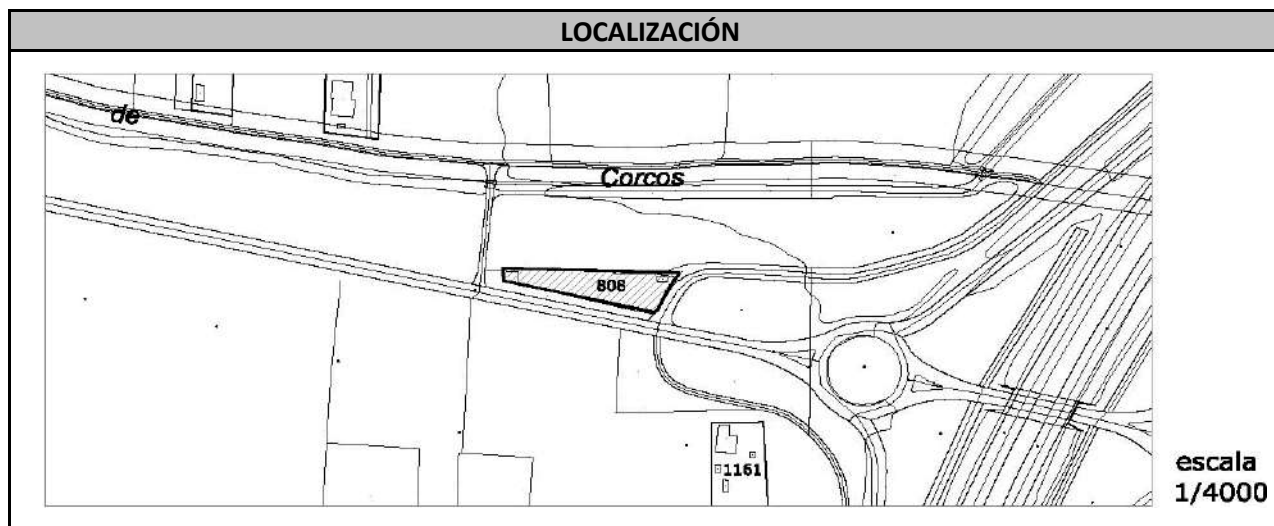 LOCALIZACIÓN
de
Corcos
808
1161
escala
1/4000